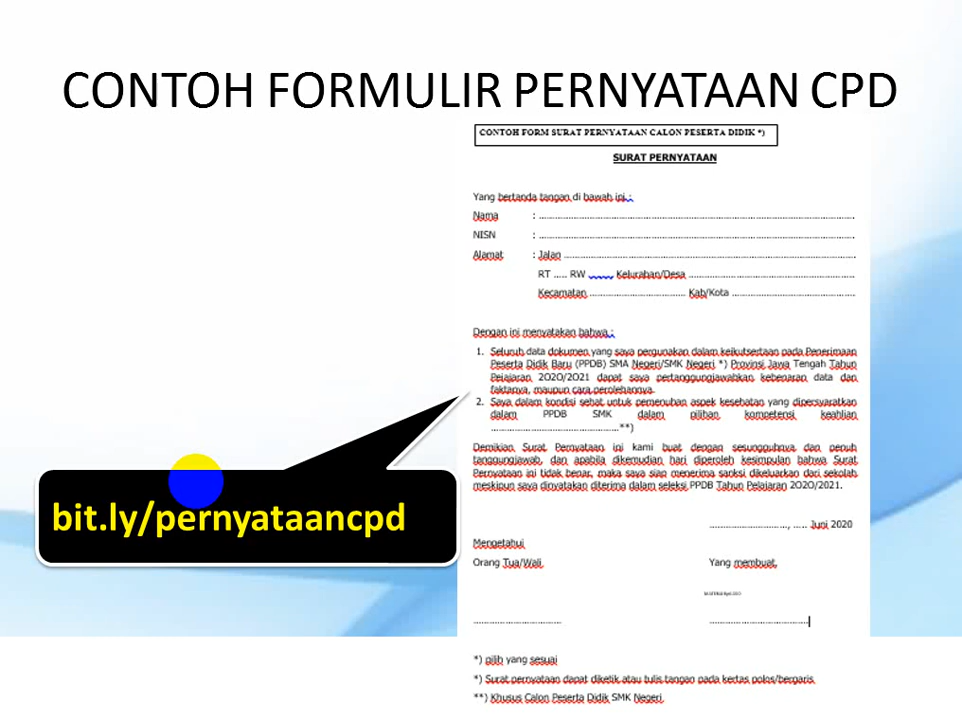 CONTOH FORMULIR PERNYATAAN CPD
CONTOH FORM SURAT PERNYATAAN CALON PESERTA DIDIK *)
SURAT PERNYATAAN
Yang bertanda tangan di bawah ini :
Nama : ....................................................................................
NISN : ....................................................................................
Alamat : Jalan ............................................................................
RT ..... RW ...... Kelurahan/Desa ................................................
Kecamatan ............................ Kab/Kota ....................................
Dengan ini menyatakan bahwa :
1. Seluruh data dokumen yang saya pergunakan dalam keikutsertaan pada Penerimaan
Peserta Didik Baru (PPDB) SMA Negeri/SMK Negeri *) Provinsi Jawa Tengah Tahun
Pelajaran 2020/2021 dapat saya pertanggungjawabkan kebenaran data dan
faktanya, maupun cara perolehannya.
2. Saya dalam kondisi sehat untuk pemenuhan aspek kesehatan yang dipersyaratkan
dalam PPDB SMK dalam pilihan kompetensi keahlian
.............................................**)
Demikian Surat Pernyataan ini kami buat dengan sesungguhnya dan penuh
tanggungjawab, dan apabila dikemudian hari diperoleh kesimpulan bahwa Surat
Pernyataan ini tidak benar, maka saya siap menerima sanksi dikeluarkan dari sekolah
meskipun saya dinyatakan diterima dalam seleksi PPDB Tahun Pelajaran 2020/2021.
bit.ly/pernyataancpd
..........................., ..... Juni 2020
Mengetahui
Orang Tua/Wali, Yang membuat,
............................... ...................................
*) pilih yang sesuai
*) Surat pernyataan dapat diketik atau tulis tangan pada kertas polos/bergaris
**) Khusus Calon Peserta Didik SMK Negeri.